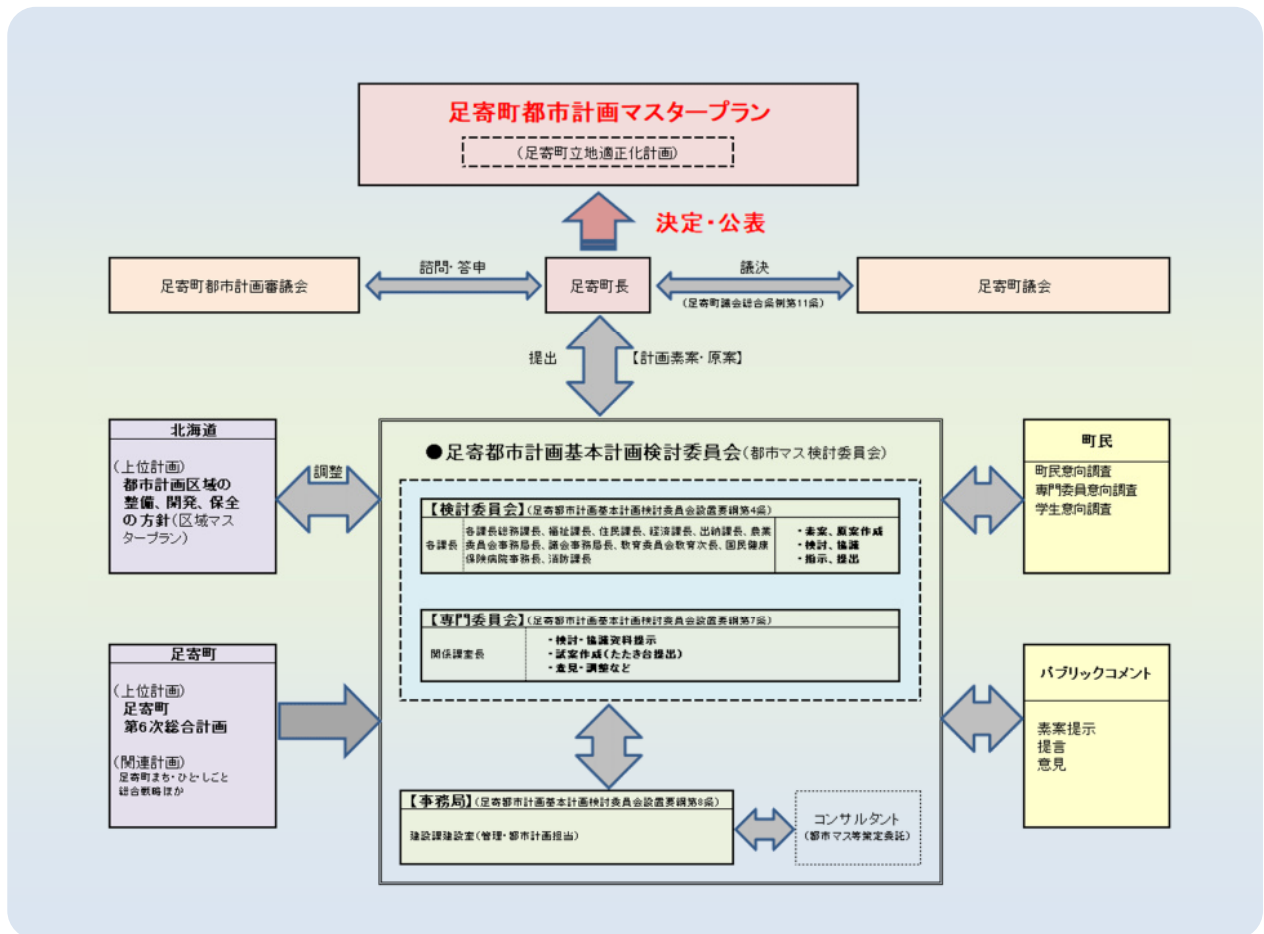 足寄町都市計画マスタープラン
(足寄町立地適正化計画)
決定・公表
足寄町都市計画審議会
諮問・答申
足寄町長
議決
(足寄町議会総合条例第11条)
足寄町議会
提出
【計画素案・原案】
北海道
(上位計画)
都市計画区域の
整備、開発、保全
の方針(区域マス
タープラン)
調整
●足寄都市計画基本計画検討委員会(都市マス検討委員会)
【検討委員会】(足寄都市計画基本計画検討委員会設置要綱第4条)
各課長
各課長総務課長、福祉課長、住民課長、経済課長、出納課長、農業
委員会事務局長、議会事務局長、教育委員会教育次長、国民健康
保険病院事務長、消防課長
・素案、原案作成
・検討、協議
・指示、提出
【専門委員会】(足寄都市計画基本計画検討委員会設置要綱第7条)
関係課室長
・検討・協議資料提示
・試案作成(たたき台提出)
・意見・調整など
町民
町民意向調査
専門委員意向調査
学生意向調査
足寄町
(上位計画)
足寄町
第6次総合計画
(関連計画)
足寄町まち・ひと・しごと
総合戦略ほか
パブリックコメント
素案提示
提言
意見
【事務局】(足寄都市計画基本計画検討委員会設置要綱第8条)
建設課建設室(管理・都市計画担当)
コンサルタント
(都市マス等策定委託)